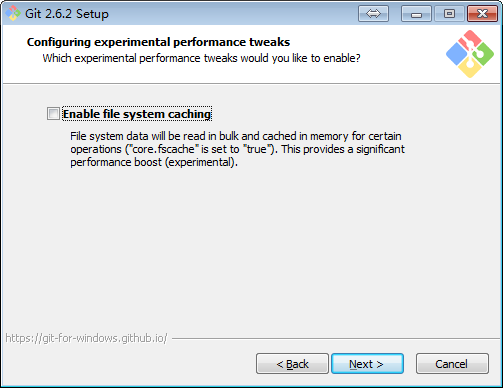 Git 2.6.2 Setup
Configuring experimental performance tweaks
Which experimental performance tweaks would you like to enable?
Enable file system caching
File system data will be read in bulk and cached in memory for certain
operations ("core.fscache" is set to "true"). This provides a significant
performance boost (experimental).
https://git-for-windows.github.io/
< Back Next > Cancel